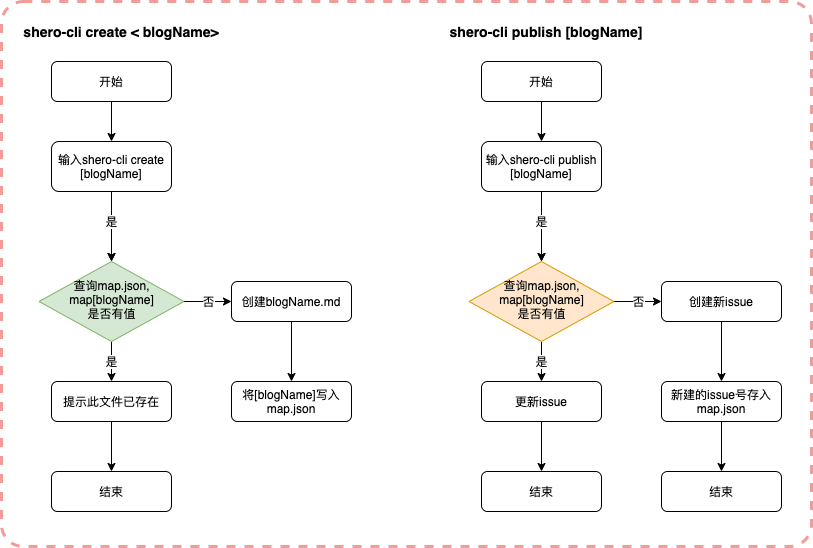 shero-cli create < blogName>
开始
输入shero-cli create
[blogName]
是
查询map.json,
map[blogName]
是否有值
否
创建blogName.md
是
提示此文件已存在
将[blogName]写入
map.json
结束
shero-cli publish [blogName]
开始
输入shero-cli publish
[blogName]
是
查询map.json,
map[blogName]
是否有值
否
创建新issue
是
更新issue
新建的issue号存入
map.json
结束
结束